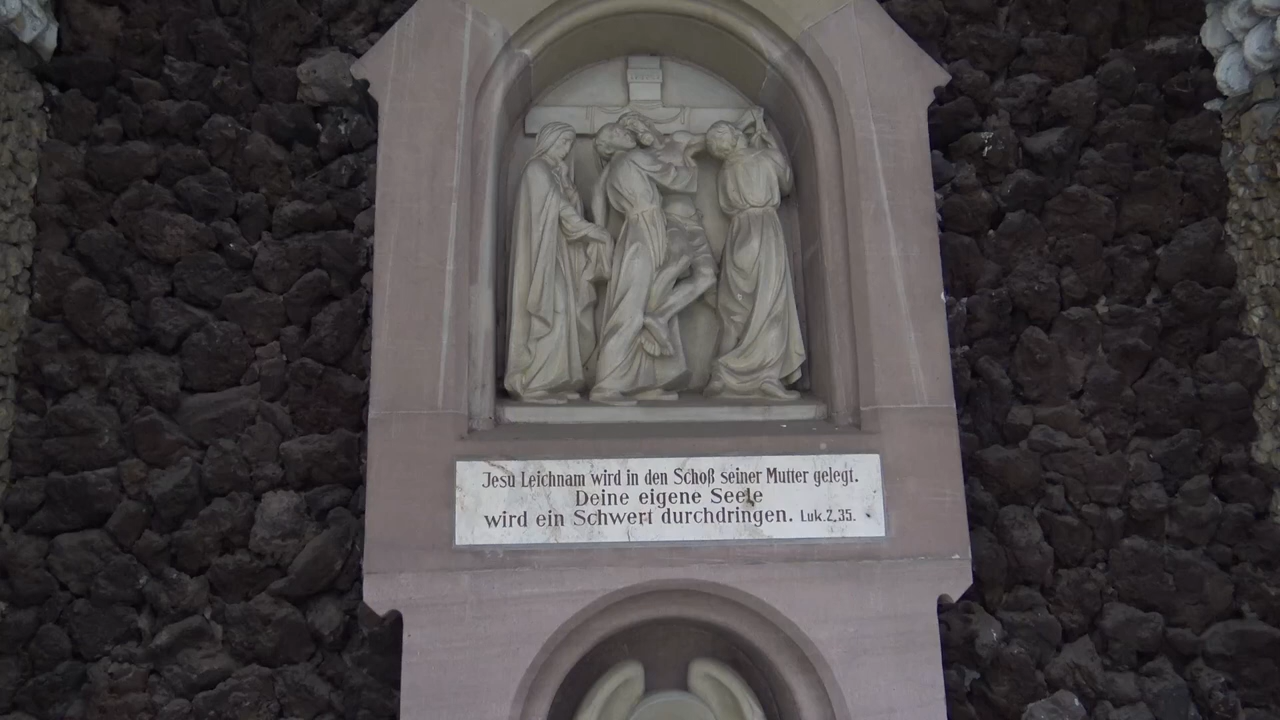 Jesu Leichnam wird in den Schoß seiner Mutter gelegt.
Deine eigene Seele
wird ein Schwert durchdringen. Luk.2,35.